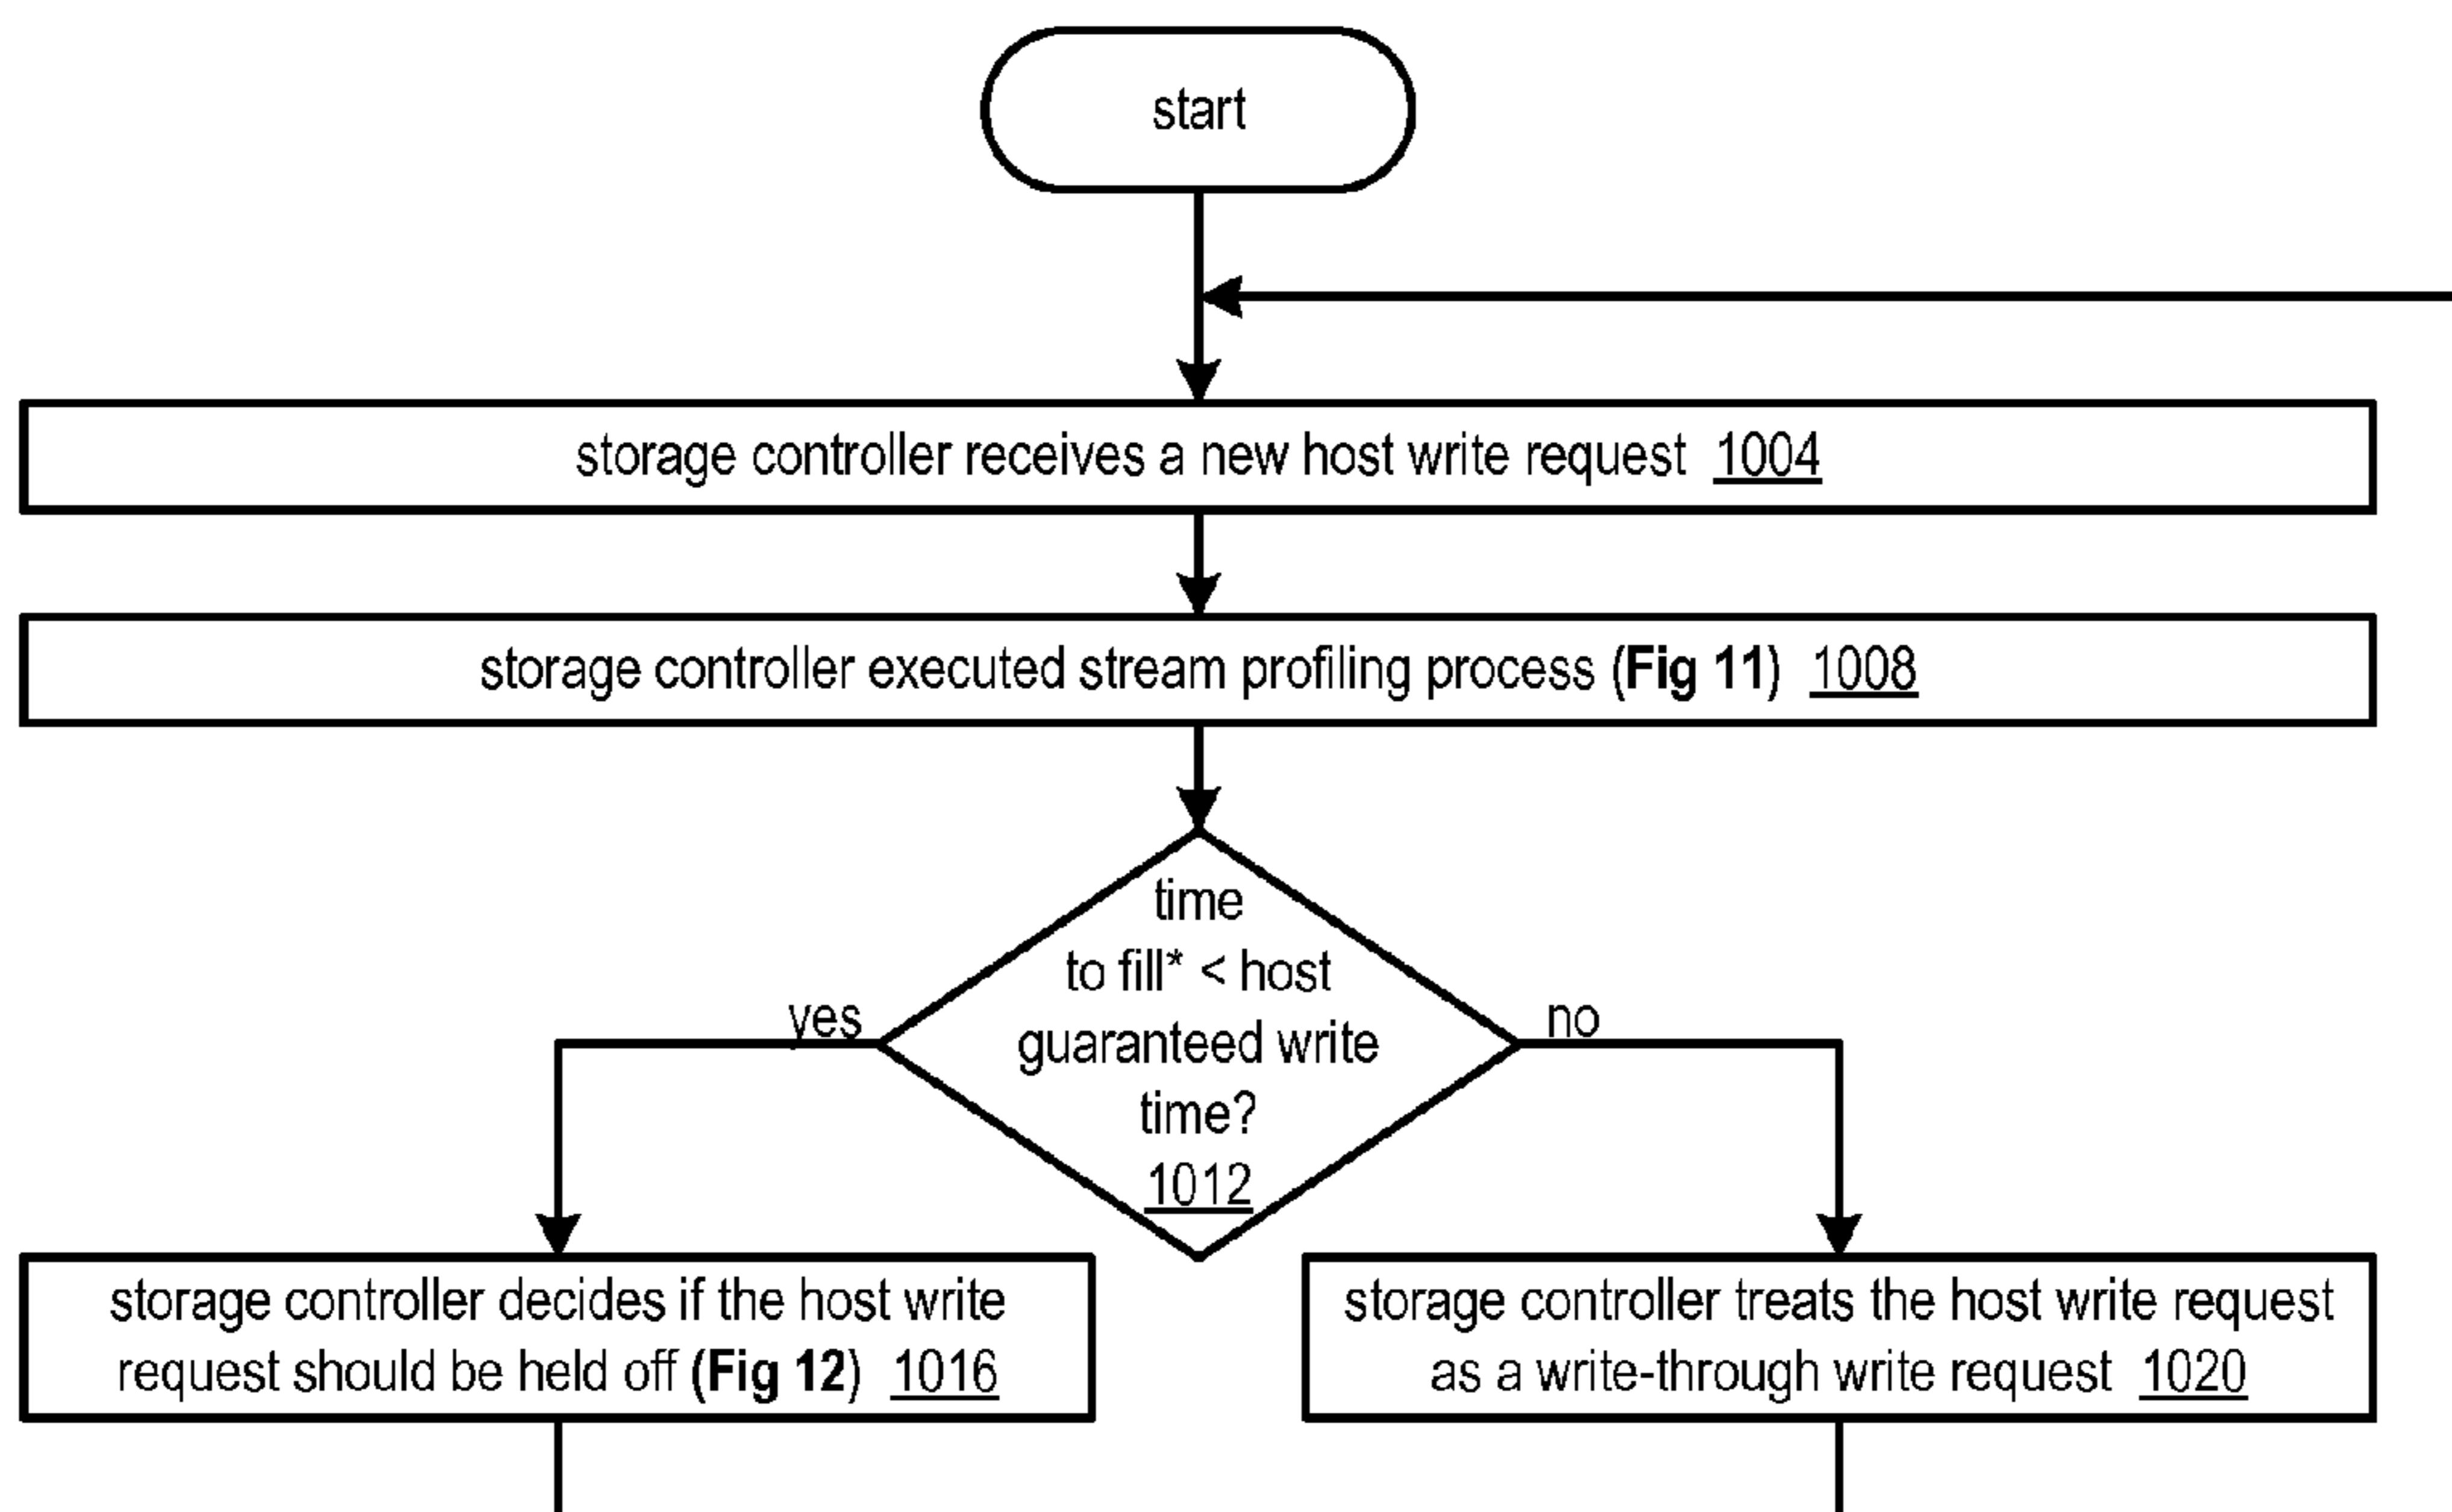 start
storage controller receives a new host write request 1004
storage controller executed stream profiling process (Fig 11) 1008
time
to fill* < host
guaranteed write
time?
1012
yes
no
storage controller decides if the host write
request should be held off (Fig 12) 1016
storage controller treats the host write request
as a write-through write request 1020